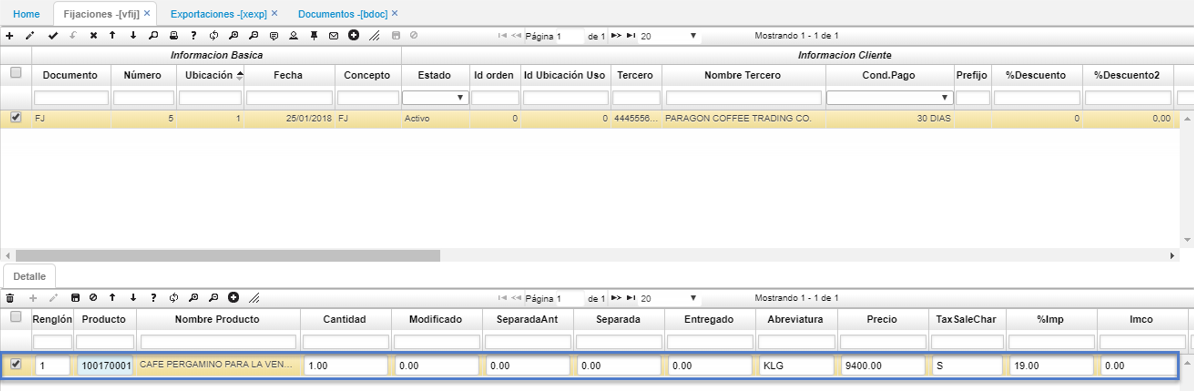 Home Fijaciones -[vfij] × Exportaciones -[xexp] × Documentos -[bdoc] ×
Página 1 de 1 20 Mostrando 1 - 1 de 1
Informacion Basica Informacion Cliente
Documento Número Ubicación Fecha Concepto Estado Id orden Id Ubicación Uso Tercero Nombre Tercero Cond.Pago Prefijo %Descuento %Descuento2
FJ 5 1 25/01/2018 FJ Activo 0 0 4445556... PARAGON COFFEE TRADING CO. 30 DIAS 0 0,00
Detalle
Página 1 de 1 20 Mostrando 1 - 1 de 1
Renglón Producto Nombre Producto Cantidad Modificado SeparadaAnt Separada Entregado Abreviatura Precio TaxSaleChar %Imp Imco
1 100170001 CAFE PERGAMINO PARA LA VEN... 1.00 0.00 0.00 0.00 0.00 KLG 9400.00 S 19.00 0.00